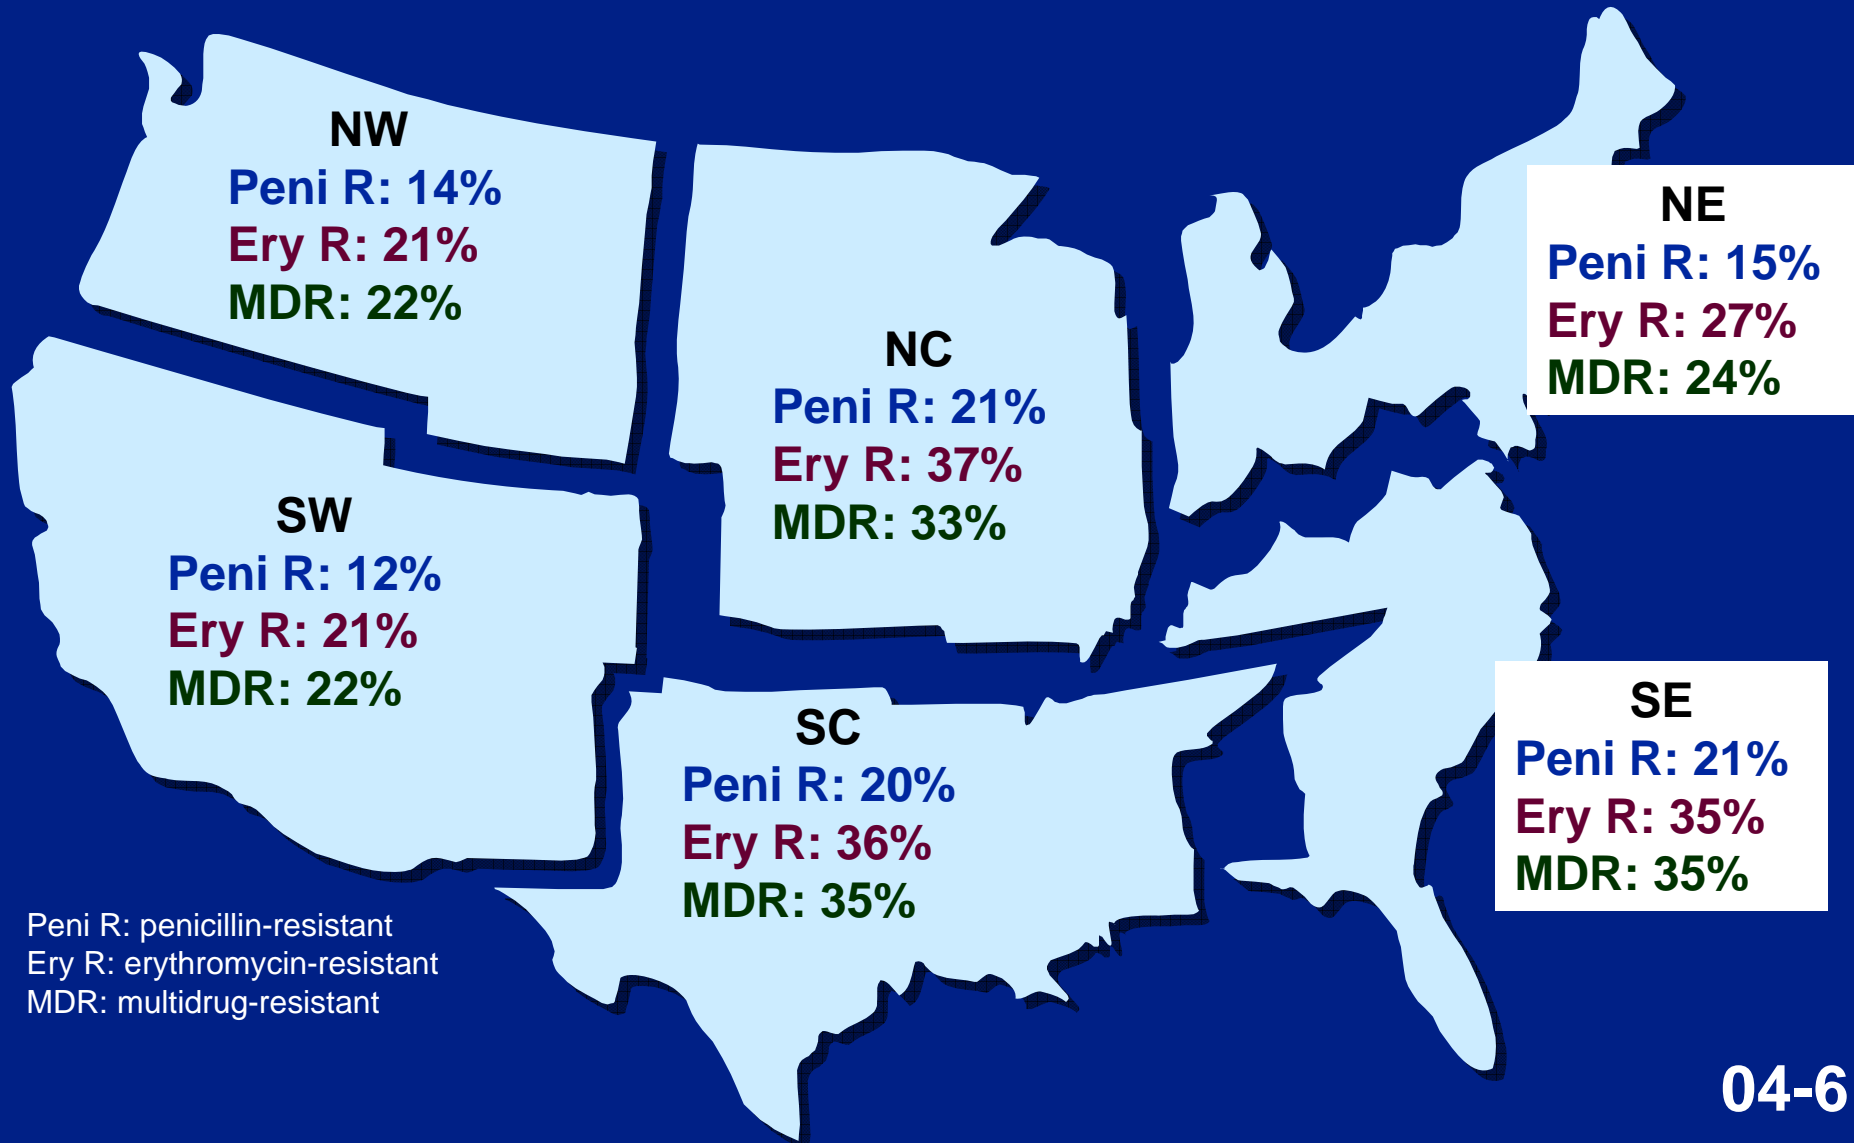 NW
Peni R: 14%
Ery R: 21%
MDR: 22%
NE
Peni R: 15%
Ery R: 27%
MDR: 24%
NC
Peni R: 21%
Ery R: 37%
MDR: 33%
SW
Peni R: 12%
Ery R: 21%
MDR: 22%
SC
Peni R: 20%
Ery R: 36%
MDR: 35%
SE
Peni R: 21%
Ery R: 35%
MDR: 35%
Peni R: penicillin-resistant
Ery R: erythromycin-resistant
MDR: multidrug-resistant
04-6